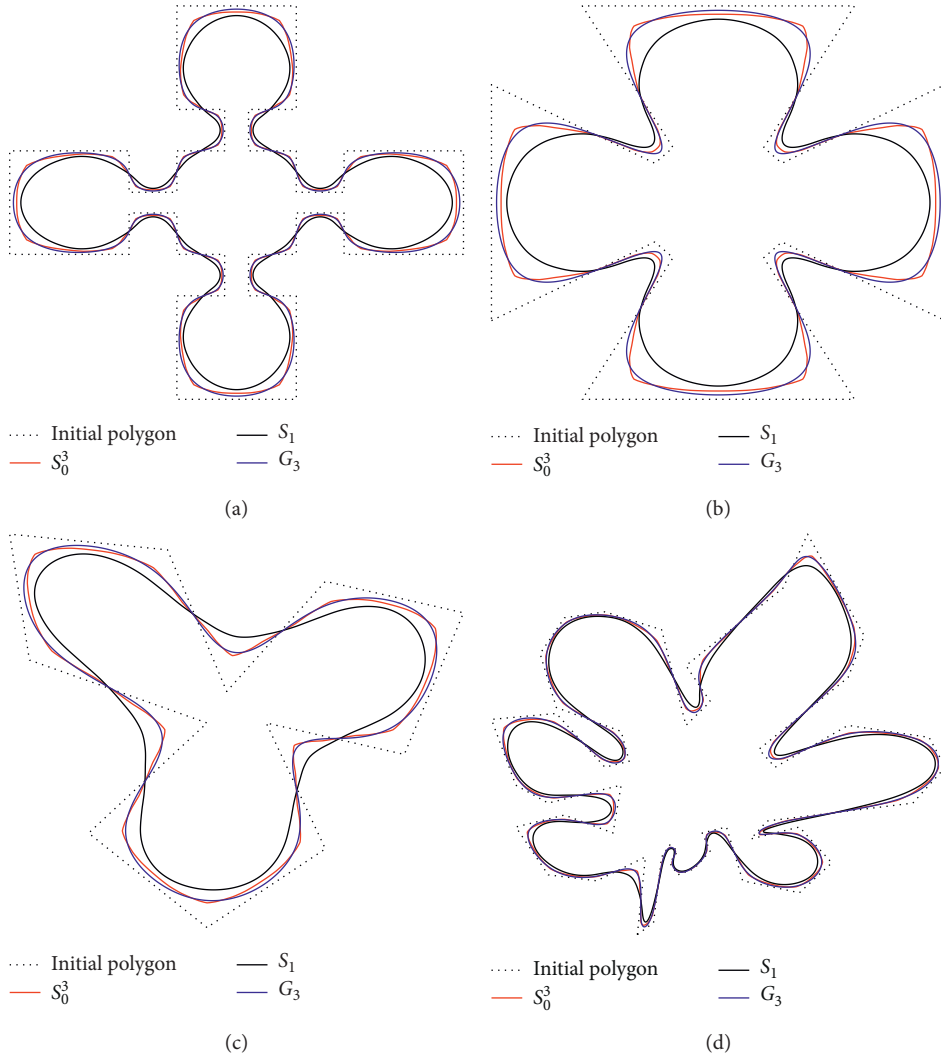 Initial polygon S₁
S₀³ G₃
(a)
Initial polygon S₁
S₀³ G₃
(b)
Initial polygon S₁
S₀³ G₃
(c)
Initial polygon S₁
S₀³ G₃
(d)